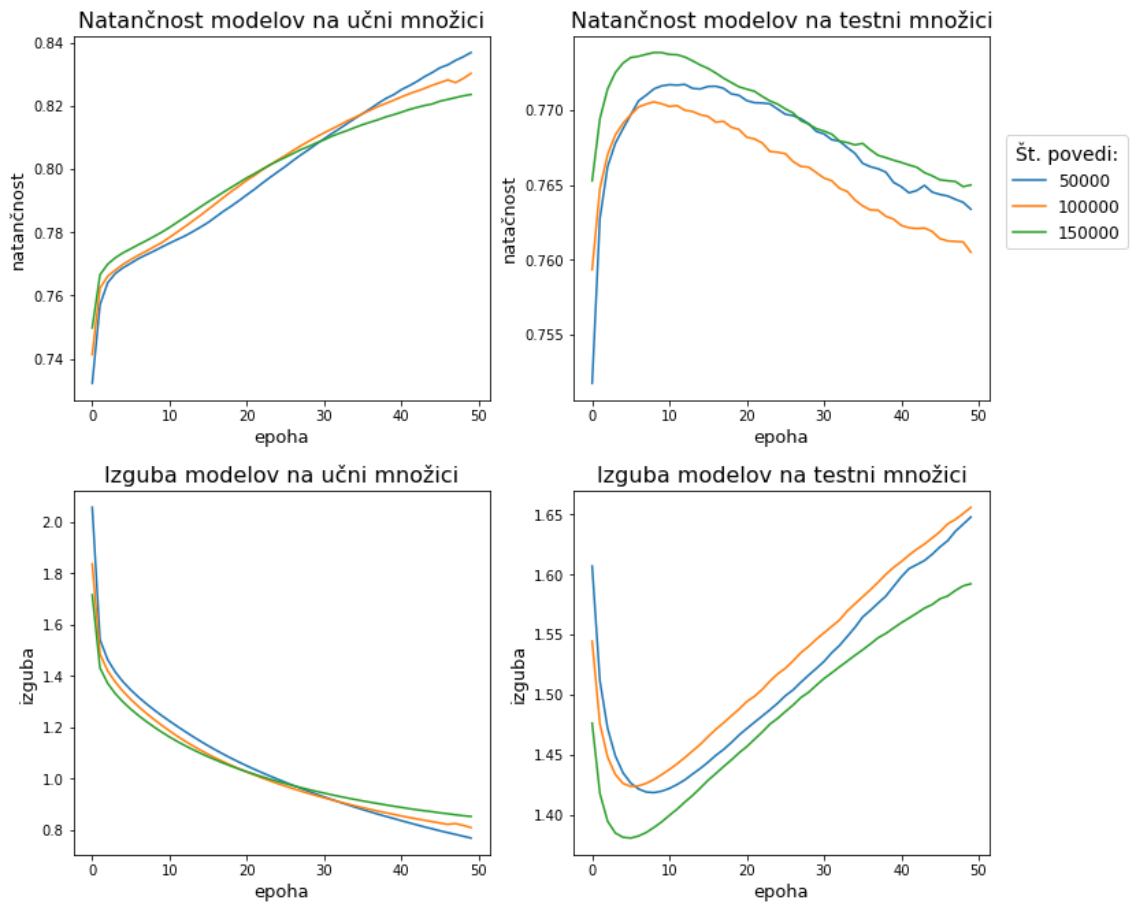 Natančnost modelov na učni množici
natančnost
0.84
0.82
0.80
0.78
0.76
0.74
0 10 20 30 40 50
epoha
Natančnost modelov na testni množici
natačnost
0.770
0.765
0.760
0.755
0 10 20 30 40 50
epoha
Št. povedi:
50000
100000
150000
Izguba modelov na učni množici
izguba
2.0
1.8
1.6
1.4
1.2
1.0
0.8
0 10 20 30 40 50
epoha
Izguba modelov na testni množici
izguba
1.65
1.60
1.55
1.50
1.45
1.40
0 10 20 30 40 50
epoha